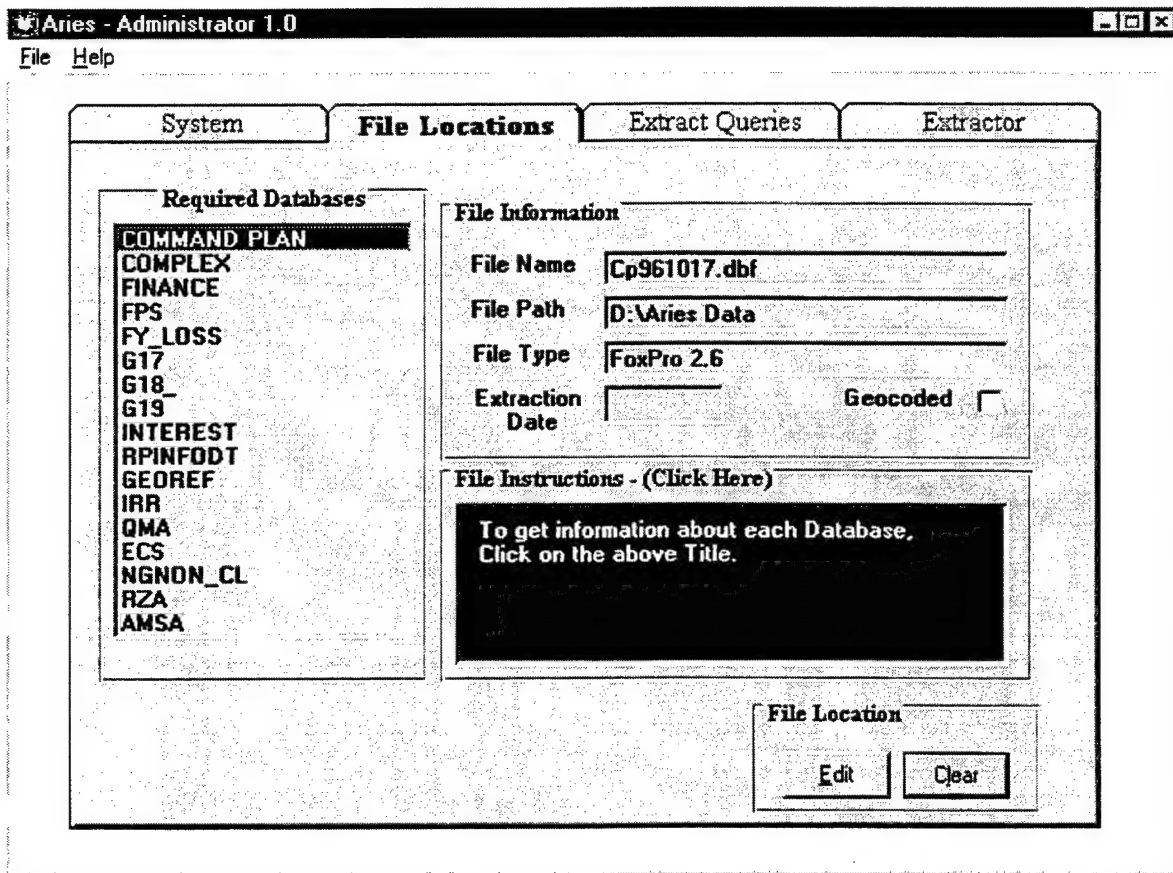 Aries - Administrator 1.0
File Help
System File Locations Extract Queries Extractor
Required Databases
COMMAND PLAN
COMPLEX
FINANCE
FPS
FY_LOSS
G17
G18_
G19
INTEREST
RPINFODT
GEOREF
IRR
QMA
ECS
NGNON_CL
RZA
AMSA
File Information
File Name Cp961017.dbf
File Path D:\Aries Data
File Type FoxPro 2.6
Extraction Date
Geocoded
File Instructions - (Click Here)
To get information about each Database,
Click on the above Title.
File Location
Edit Clear